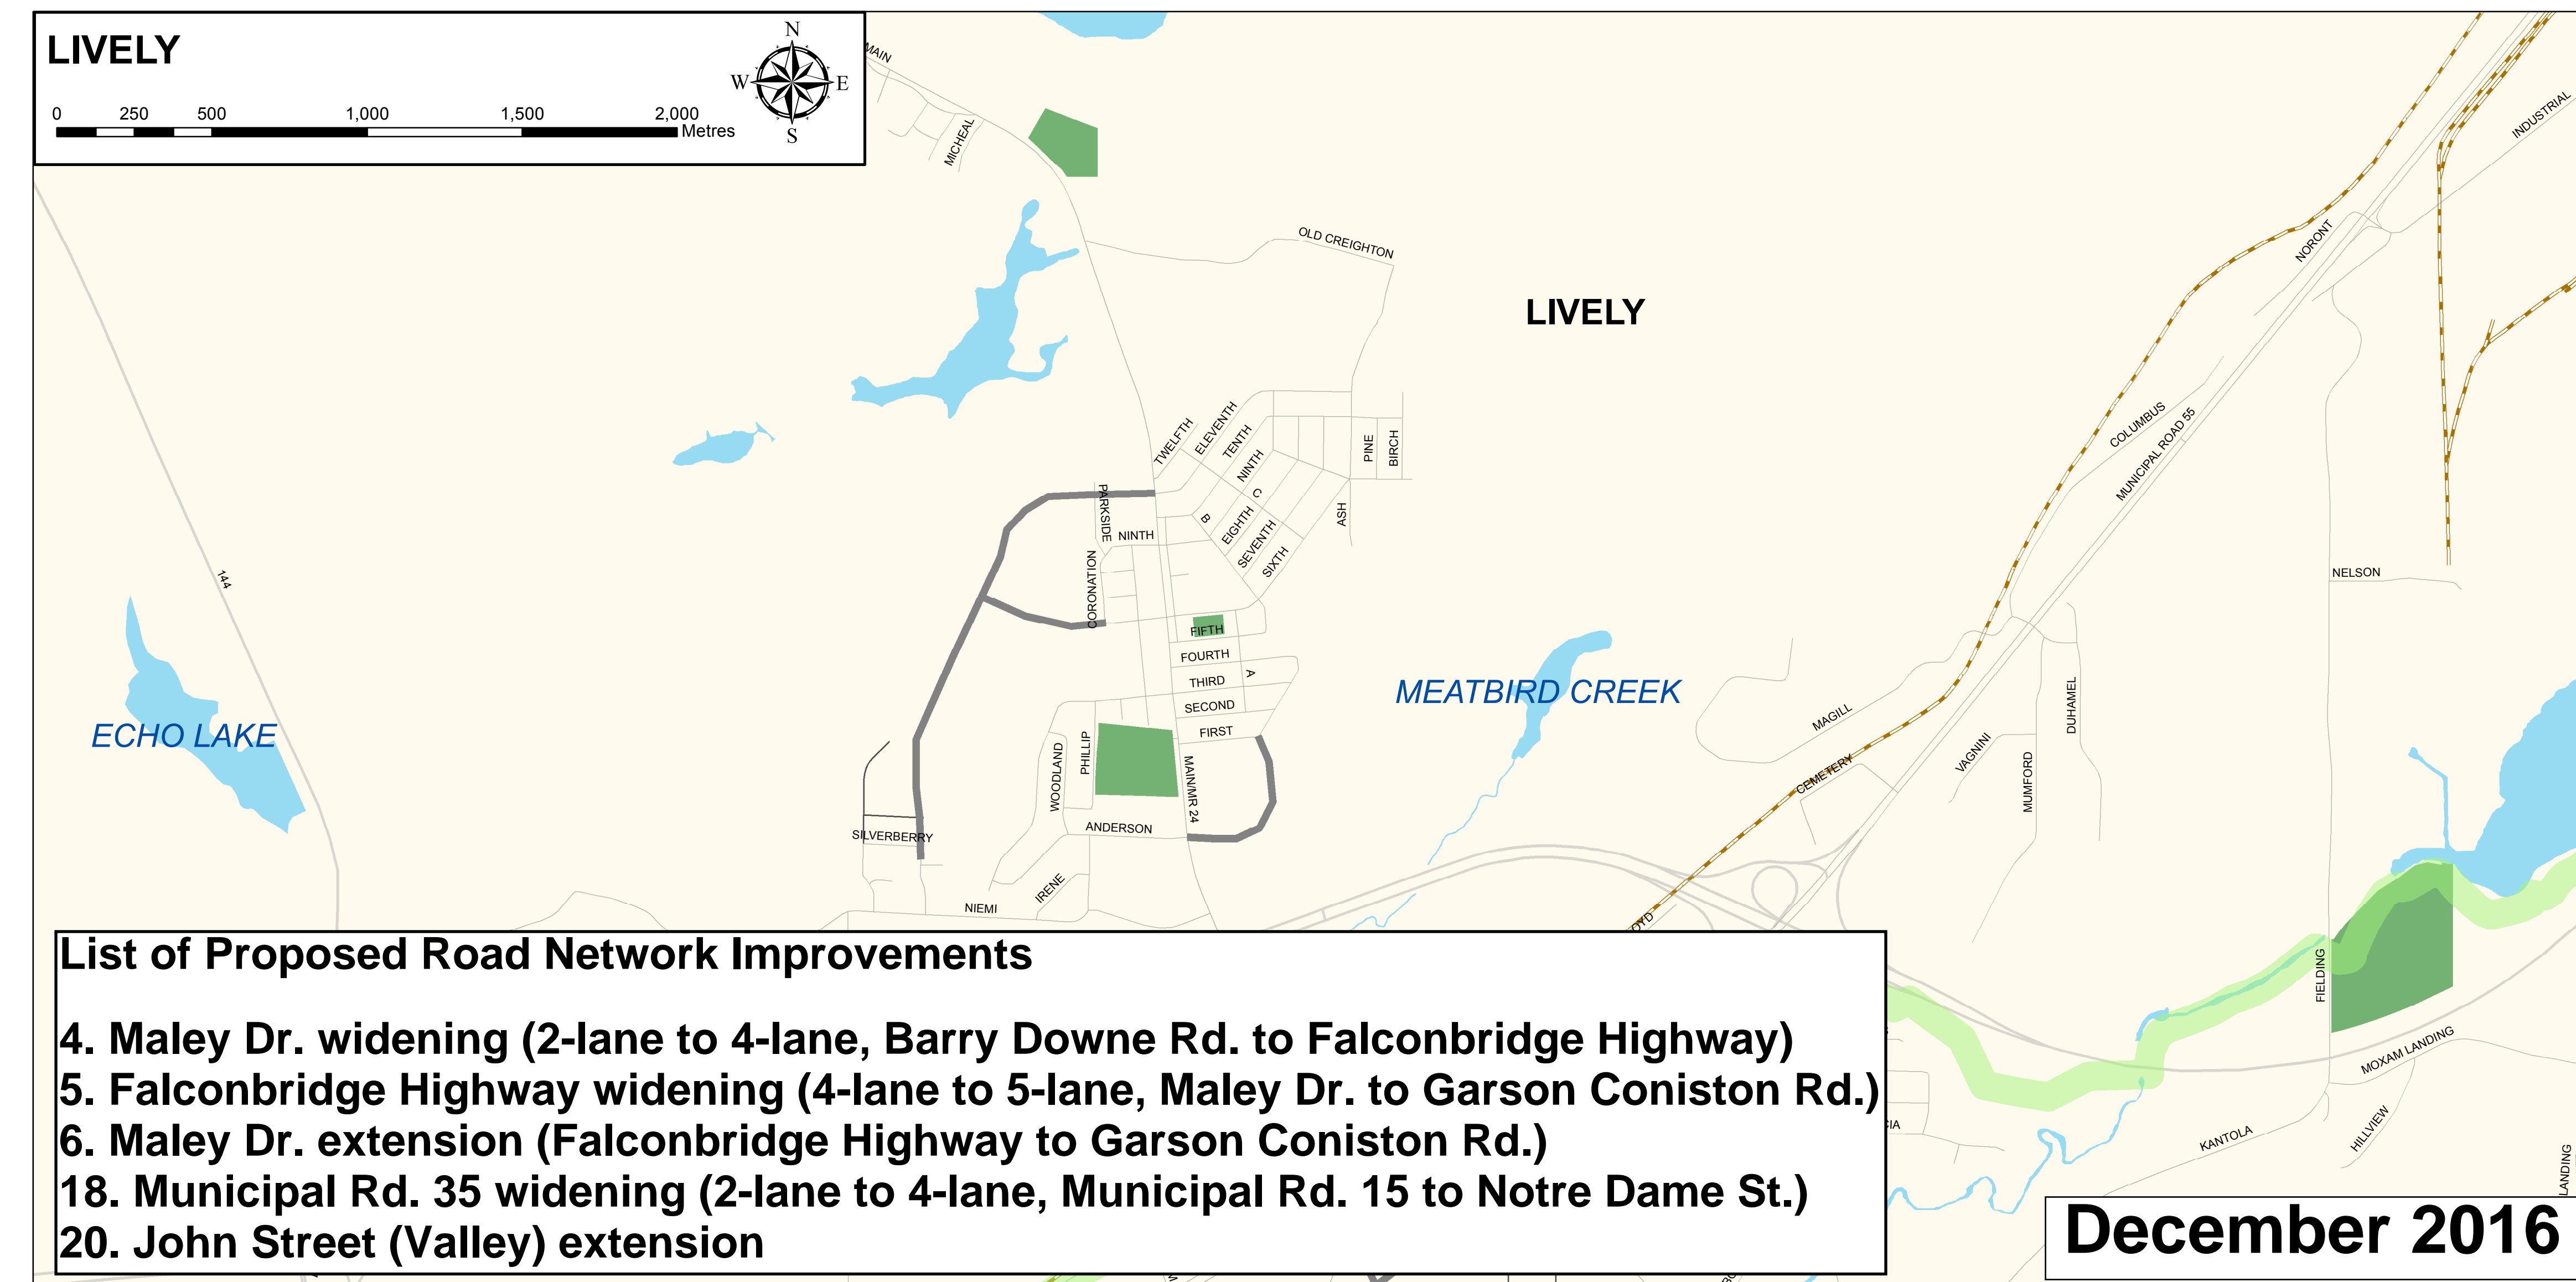 LIVELY
0 250 500 1,000 1,500 2,000
Metres
N
W E
S
MAIN
MICHEAL
OLD CREIGHTON
LIVELY
INDUSTRIAL
NORONT
COLUMBUS
MUNICIPAL ROAD 55
TWELFTH
ELEVENTH
TENTH
NINTH
PINE
BIRCH
C
B
EIGHTH
SEVENTH
SIXTH
ASH
PARKSIDE
NINTH
CORONATION
144
NELSON
FIFTH
FOURTH
THIRD
A
SECOND
FIRST
MEATBIRD CREEK
ECHO LAKE
MAGILL
DUHAMEL
VAGNINI
MUMFORD
CEMETERY
WOODLAND
PHILLIP
MAIN/MR 24
ANDERSON
SILVERBERRY
IRENE
NIEMI
OYD
FIELDING
MOXAM LANDING
HILLVIEW
KANTOLA
LANDING
CIA
List of Proposed Road Network Improvements
4. Maley Dr. widening (2-lane to 4-lane, Barry Downe Rd. to Falconbridge Highway)
5. Falconbridge Highway widening (4-lane to 5-lane, Maley Dr. to Garson Coniston Rd.)
6. Maley Dr. extension (Falconbridge Highway to Garson Coniston Rd.)
18. Municipal Rd. 35 widening (2-lane to 4-lane, Municipal Rd. 15 to Notre Dame St.)
20. John Street (Valley) extension
December 2016